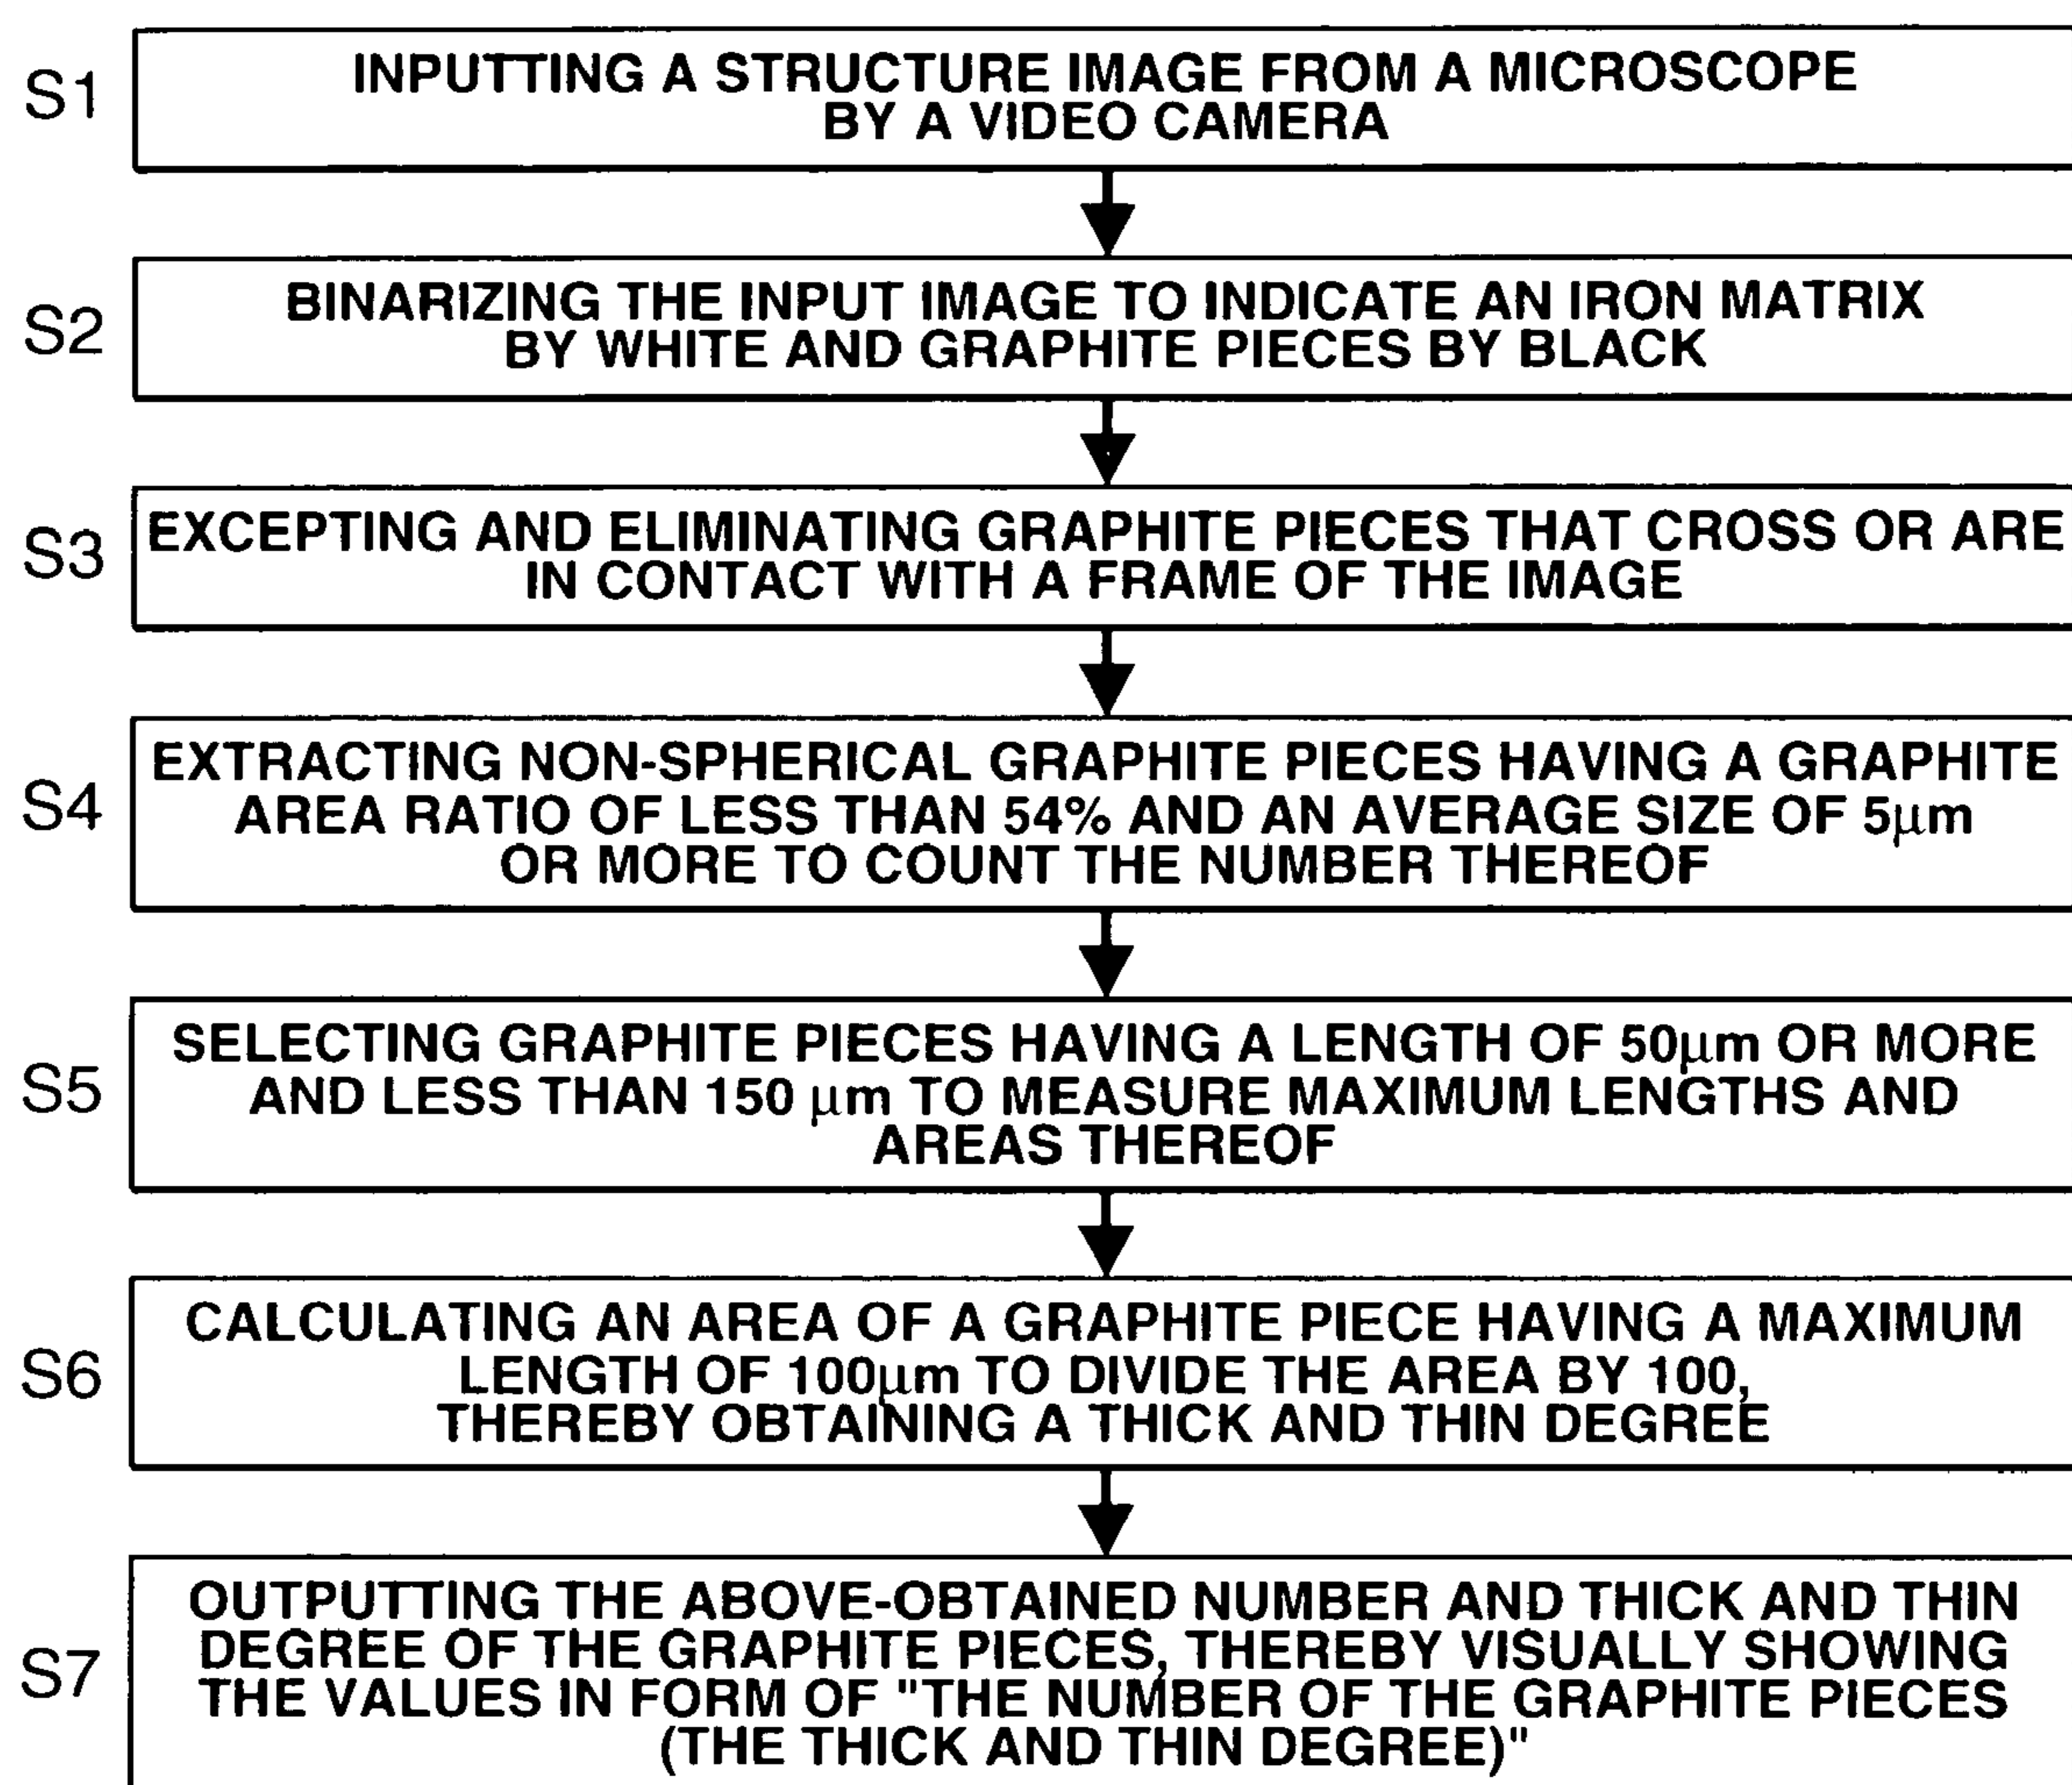 S1
INPUTTING A STRUCTURE IMAGE FROM A MICROSCOPE
BY A VIDEO CAMERA
S2
BINARIZING THE INPUT IMAGE TO INDICATE AN IRON MATRIX
BY WHITE AND GRAPHITE PIECES BY BLACK
S3
EXCEPTING AND ELIMINATING GRAPHITE PIECES THAT CROSS OR ARE
IN CONTACT WITH A FRAME OF THE IMAGE
S4
EXTRACTING NON-SPHERICAL GRAPHITE PIECES HAVING A GRAPHITE
AREA RATIO OF LESS THAN 54% AND AN AVERAGE SIZE OF 5μm
OR MORE TO COUNT THE NUMBER THEREOF
S5
SELECTING GRAPHITE PIECES HAVING A LENGTH OF 50μm OR MORE
AND LESS THAN 150 μm TO MEASURE MAXIMUM LENGTHS AND
AREAS THEREOF
S6
CALCULATING AN AREA OF A GRAPHITE PIECE HAVING A MAXIMUM
LENGTH OF 100μm TO DIVIDE THE AREA BY 100,
THEREBY OBTAINING A THICK AND THIN DEGREE
S7
OUTPUTTING THE ABOVE-OBTAINED NUMBER AND THICK AND THIN
DEGREE OF THE GRAPHITE PIECES, THEREBY VISUALLY SHOWING
THE VALUES IN FORM OF "THE NUMBER OF THE GRAPHITE PIECES
(THE THICK AND THIN DEGREE)"